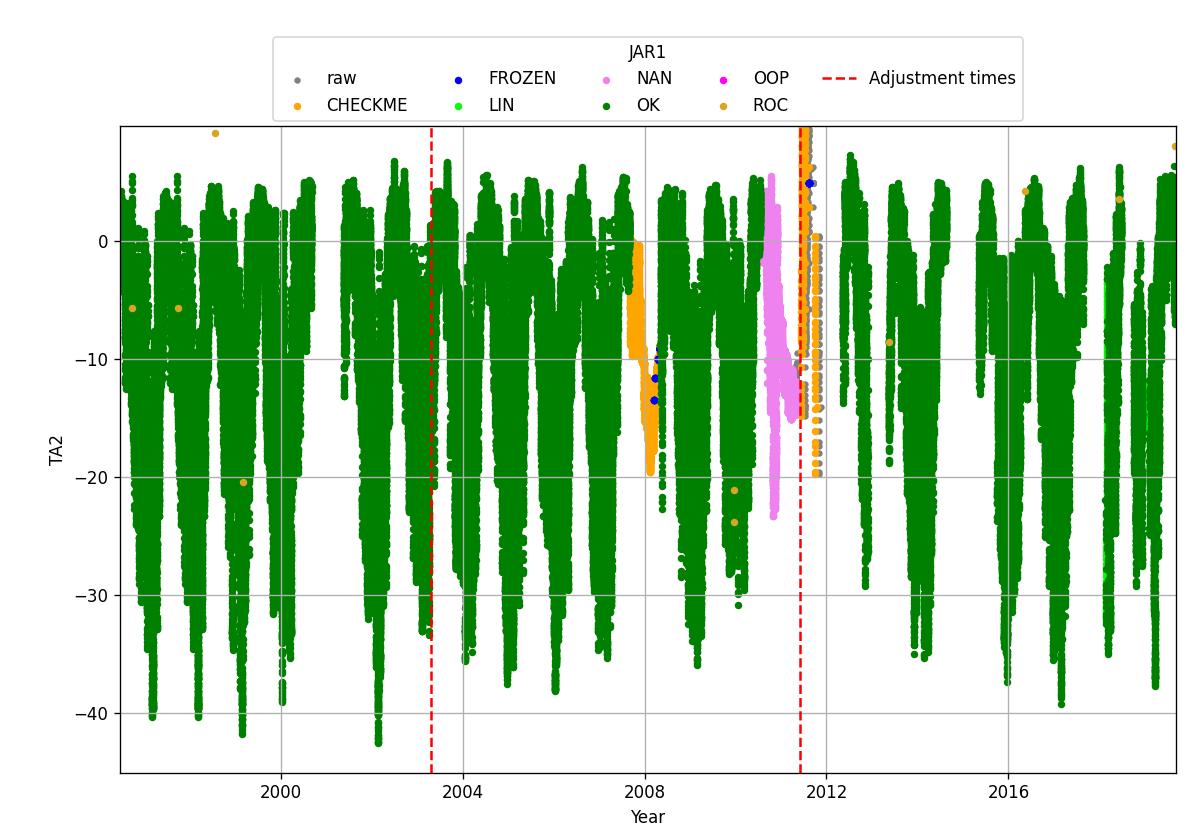 JAR1
raw FROZEN NAN OOP Adjustment times
CHECKME LIN OK ROC
0
−10
−20
−30
−40
TA2
2000 2004 2008 2012 2016
Year